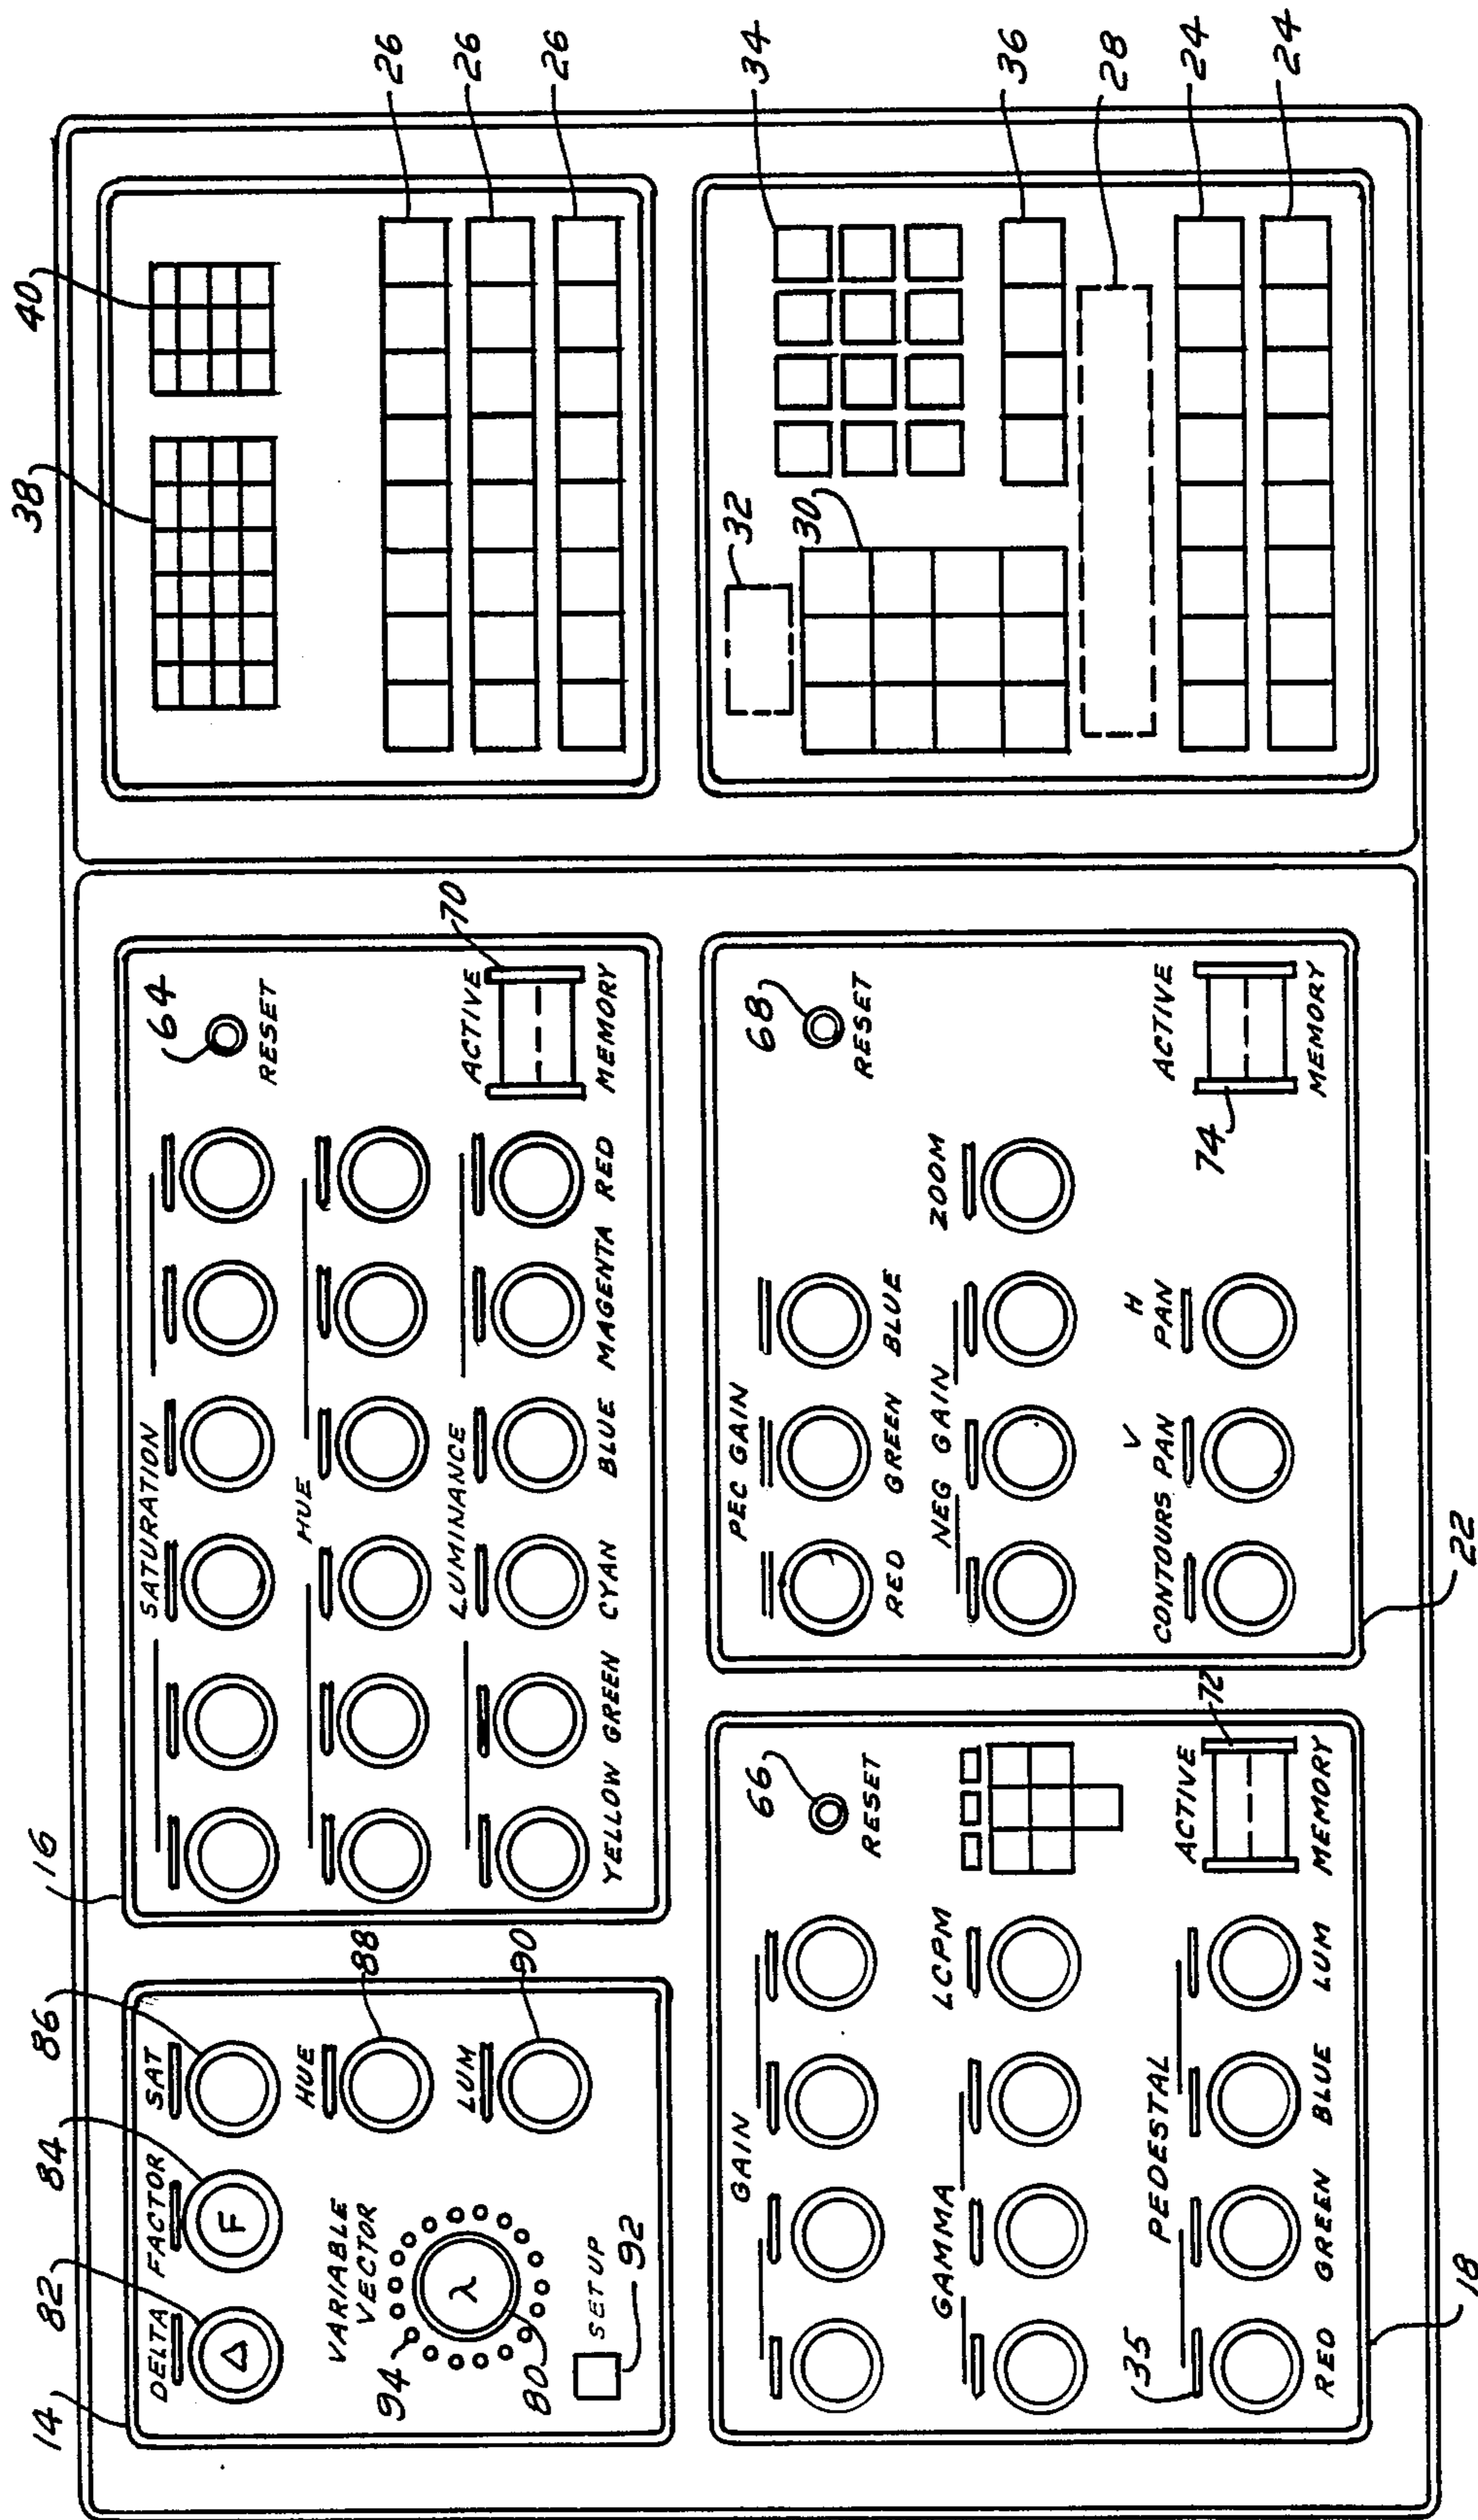 14
82
84
86
16
38
40
DELTA
FACTOR
SAT
Δ
F
HUE
88
LUM
90
VARIABLE
VECTOR
94
λ
80
SETUP
92
SATURATION
64
RESET
HUE
LUMINANCE
ACTIVE
70
MEMORY
YELLOW GREEN CYAN BLUE MAGENTA RED
26
26
26
GAIN
66
RESET
GAMMA
LCPM
PEDESTAL
35
ACTIVE
72
MEMORY
RED GREEN BLUE LUM
18
PEC GAIN
68
RESET
RED GREEN BLUE
NEG GAIN
ZOOM
CONTOURS
V
PAN
H
PAN
ACTIVE
74
MEMORY
22
32
30
34
36
28
24
24